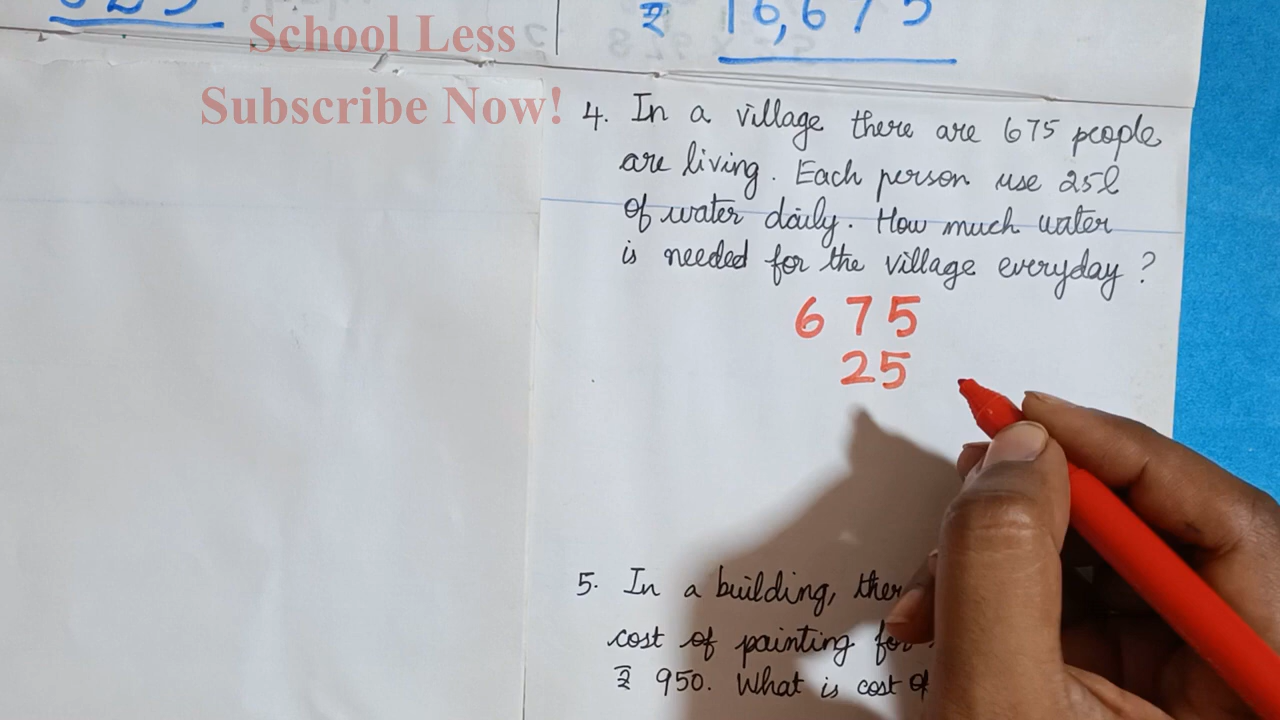 School Less
Subscribe Now!
₹ 16,675
4. In a village there are 675 people
are living. Each person use 25l
of water daily. How much water
is needed for the village everyday?
675
25
5. In a building,
cost of painting
₹ 950. What is cost of